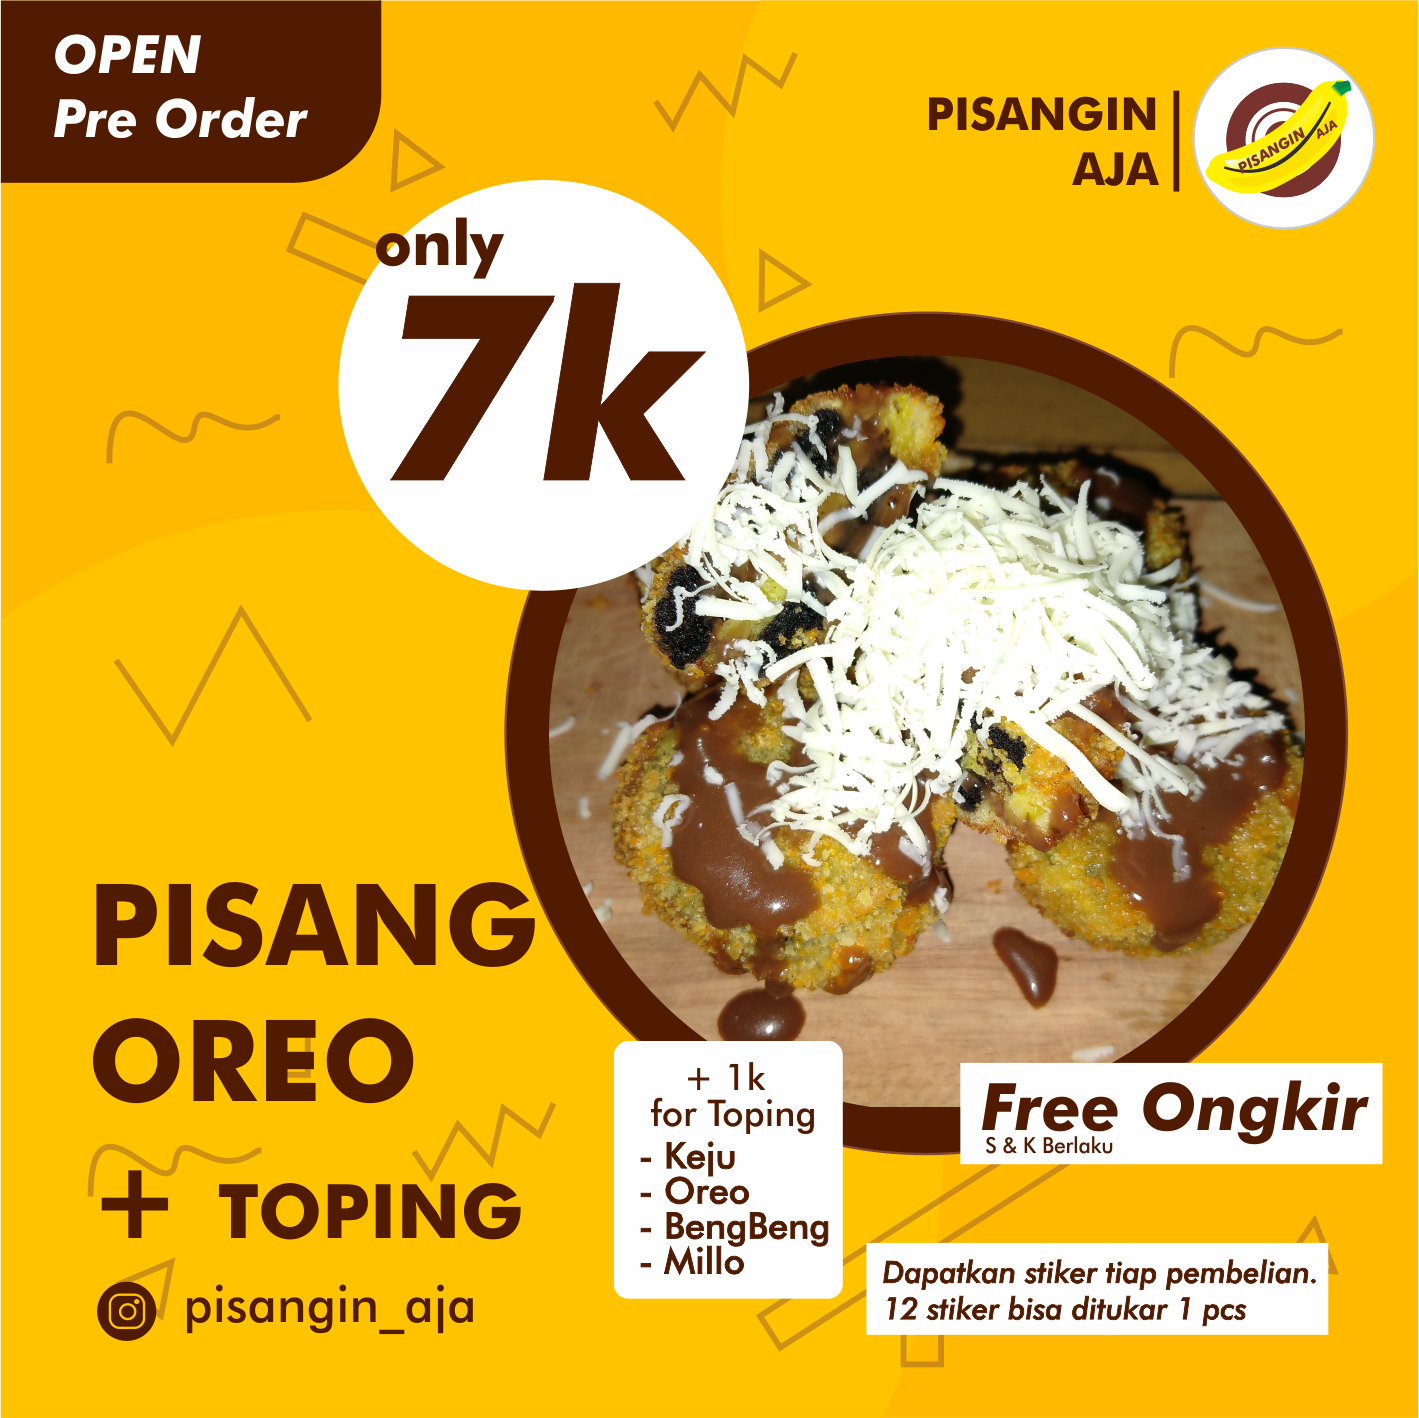 OPEN
Pre Order
PISANGIN
AJA
PISANGIN AJA
only
7k
PISANG
OREO
+ TOPING
pisangin_aja
+ 1k
for Toping
- Keju
- Oreo
- BengBeng
- Millo
Free Ongkir
S & K Berlaku
Dapatkan stiker tiap pembelian.
12 stiker bisa ditukar 1 pcs